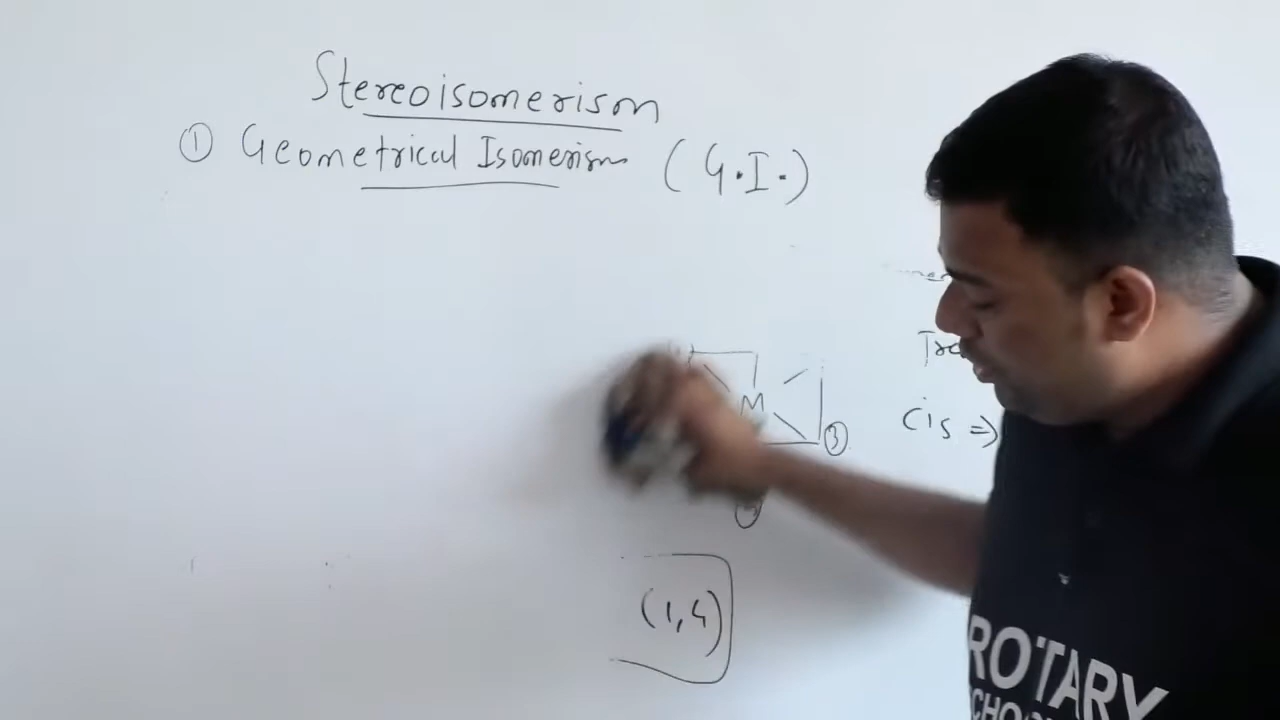 Stereoisomerism
① Geometrical Isomerism (G.I.)
M
③
Cis ⇒
(1,4)
ROTARY